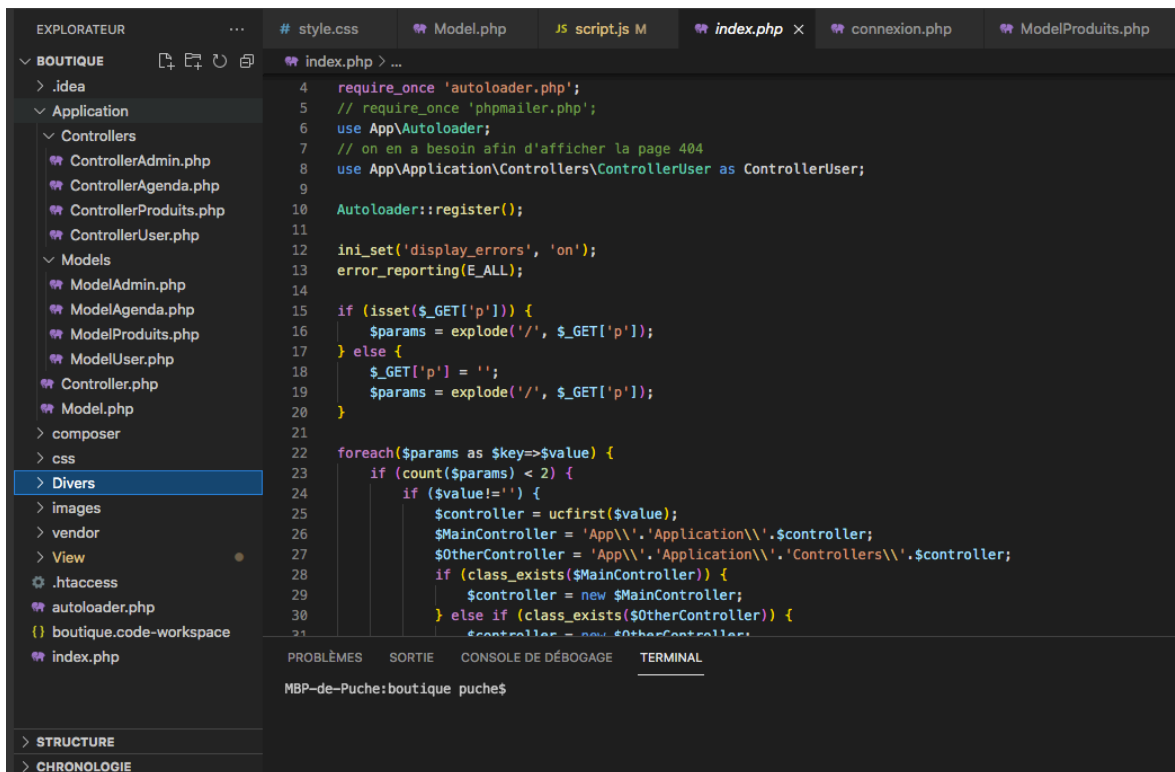 EXPLORATEUR
...
BOUTIQUE
> .idea
Application
Controllers
ControllerAdmin.php
ControllerAgenda.php
ControllerProduits.php
ControllerUser.php
Models
ModelAdmin.php
ModelAgenda.php
ModelProduits.php
ModelUser.php
Controller.php
Model.php
> composer
> css
> Divers
> images
> vendor
> View
.htaccess
autoloader.php
{} boutique.code-workspace
index.php
> STRUCTURE
> CHRONOLOGIE
# style.css
Model.php
JS script.js M
index.php ×
connexion.php
ModelProduits.php
index.php > ...
4 require_once 'autoloader.php';
5 // require_once 'phpmailer.php';
6 use App\Autoloader;
7 // on en a besoin afin d'afficher la page 404
8 use App\Application\Controllers\ControllerUser as ControllerUser;
9
10 Autoloader::register();
11
12 ini_set('display_errors', 'on');
13 error_reporting(E_ALL);
14
15 if (isset($_GET['p'])) {
16 $params = explode('/', $_GET['p']);
17 } else {
18 $_GET['p'] = '';
19 $params = explode('/', $_GET['p']);
20 }
21
22 foreach($params as $key=>$value) {
23 if (count($params) < 2) {
24 if ($value!='') {
25 $controller = ucfirst($value);
26 $MainController = 'App\\'.'Application\\'.$controller;
27 $OtherController = 'App\\'.'Application\\'.'Controllers\\'.$controller;
28 if (class_exists($MainController)) {
29 $controller = new $MainController;
30 } else if (class_exists($OtherController)) {
31 $controller = new $OtherController;
PROBLÈMES SORTIE CONSOLE DE DÉBOGAGE TERMINAL
MBP-de-Puche:boutique puche$